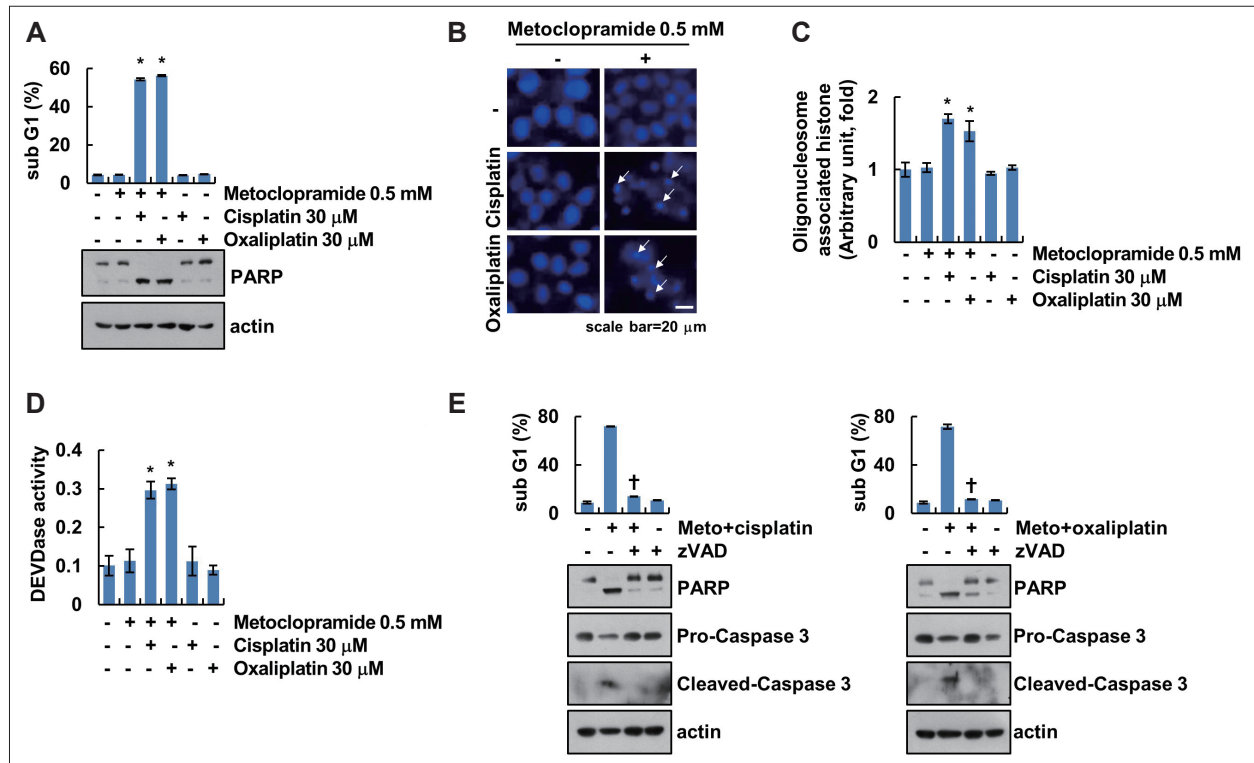 A
sub G1 (%)
60
40
20
0
- + + + - - Metoclopramide 0.5 mM
- - + - + - Cisplatin 30 μM
- - - + - + Oxaliplatin 30 μM
*
*
PARP
actin
B
Metoclopramide 0.5 mM
- +
-
Cisplatin
Oxaliplatin
scale bar=20 μm
C
Oligonucleosome
associated histone
(Arbitrary unit, fold)
2
1
0
*
*
- + + + - - Metoclopramide 0.5 mM
- - + - + - Cisplatin 30 μM
- - - + - + Oxaliplatin 30 μM
D
DEVDase activity
0.4
0.3
0.2
0.1
0
*
*
- + + + - - Metoclopramide 0.5 mM
- - + - + - Cisplatin 30 μM
- - - + - + Oxaliplatin 30 μM
E
sub G1 (%)
80
40
0
†
- + + - Meto+cisplatin
- - + + zVAD
PARP
Pro-Caspase 3
Cleaved-Caspase 3
actin
sub G1 (%)
80
40
0
†
- + + - Meto+oxaliplatin
- - + + zVAD
PARP
Pro-Caspase 3
Cleaved-Caspase 3
actin